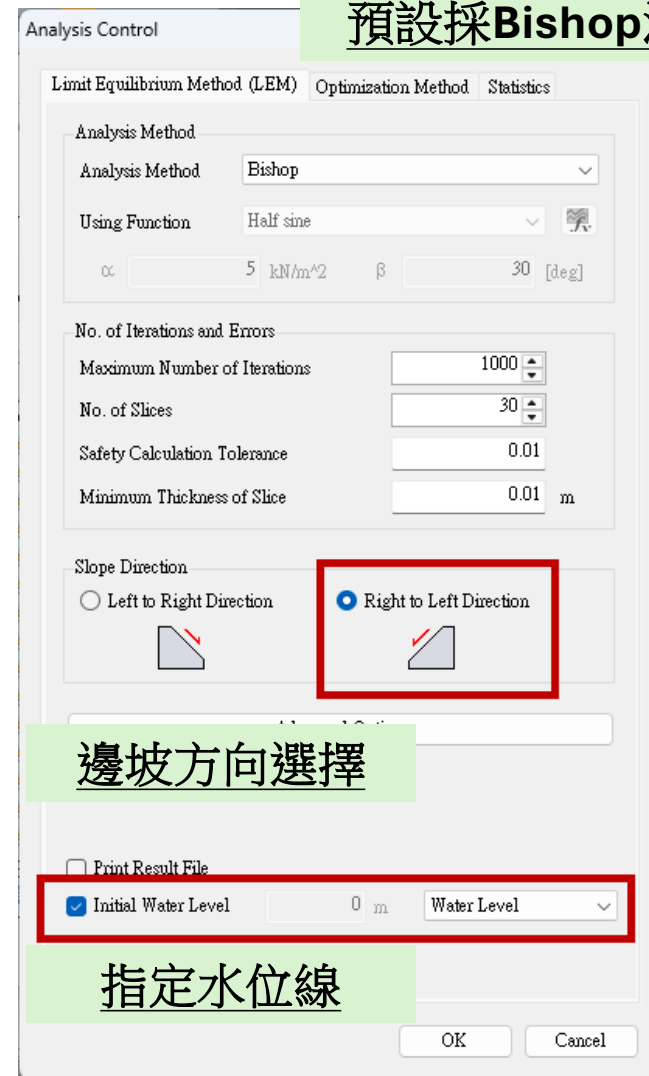 預設採Bishop
Analysis Control
Limit Equilibrium Method (LEM) Optimization Method Statistics
Analysis Method
Analysis Method Bishop
Using Function Half sine
α 5 kN/m^2 β 30 [deg]
No. of Iterations and Errors
Maximum Number of Iterations 1000
No. of Slices 30
Safety Calculation Tolerance 0.01
Minimum Thickness of Slice 0.01 m
Slope Direction
Left to Right Direction Right to Left Direction
邊坡方向選擇
Print Result File
Initial Water Level 0 m Water Level
指定水位線
OK Cancel